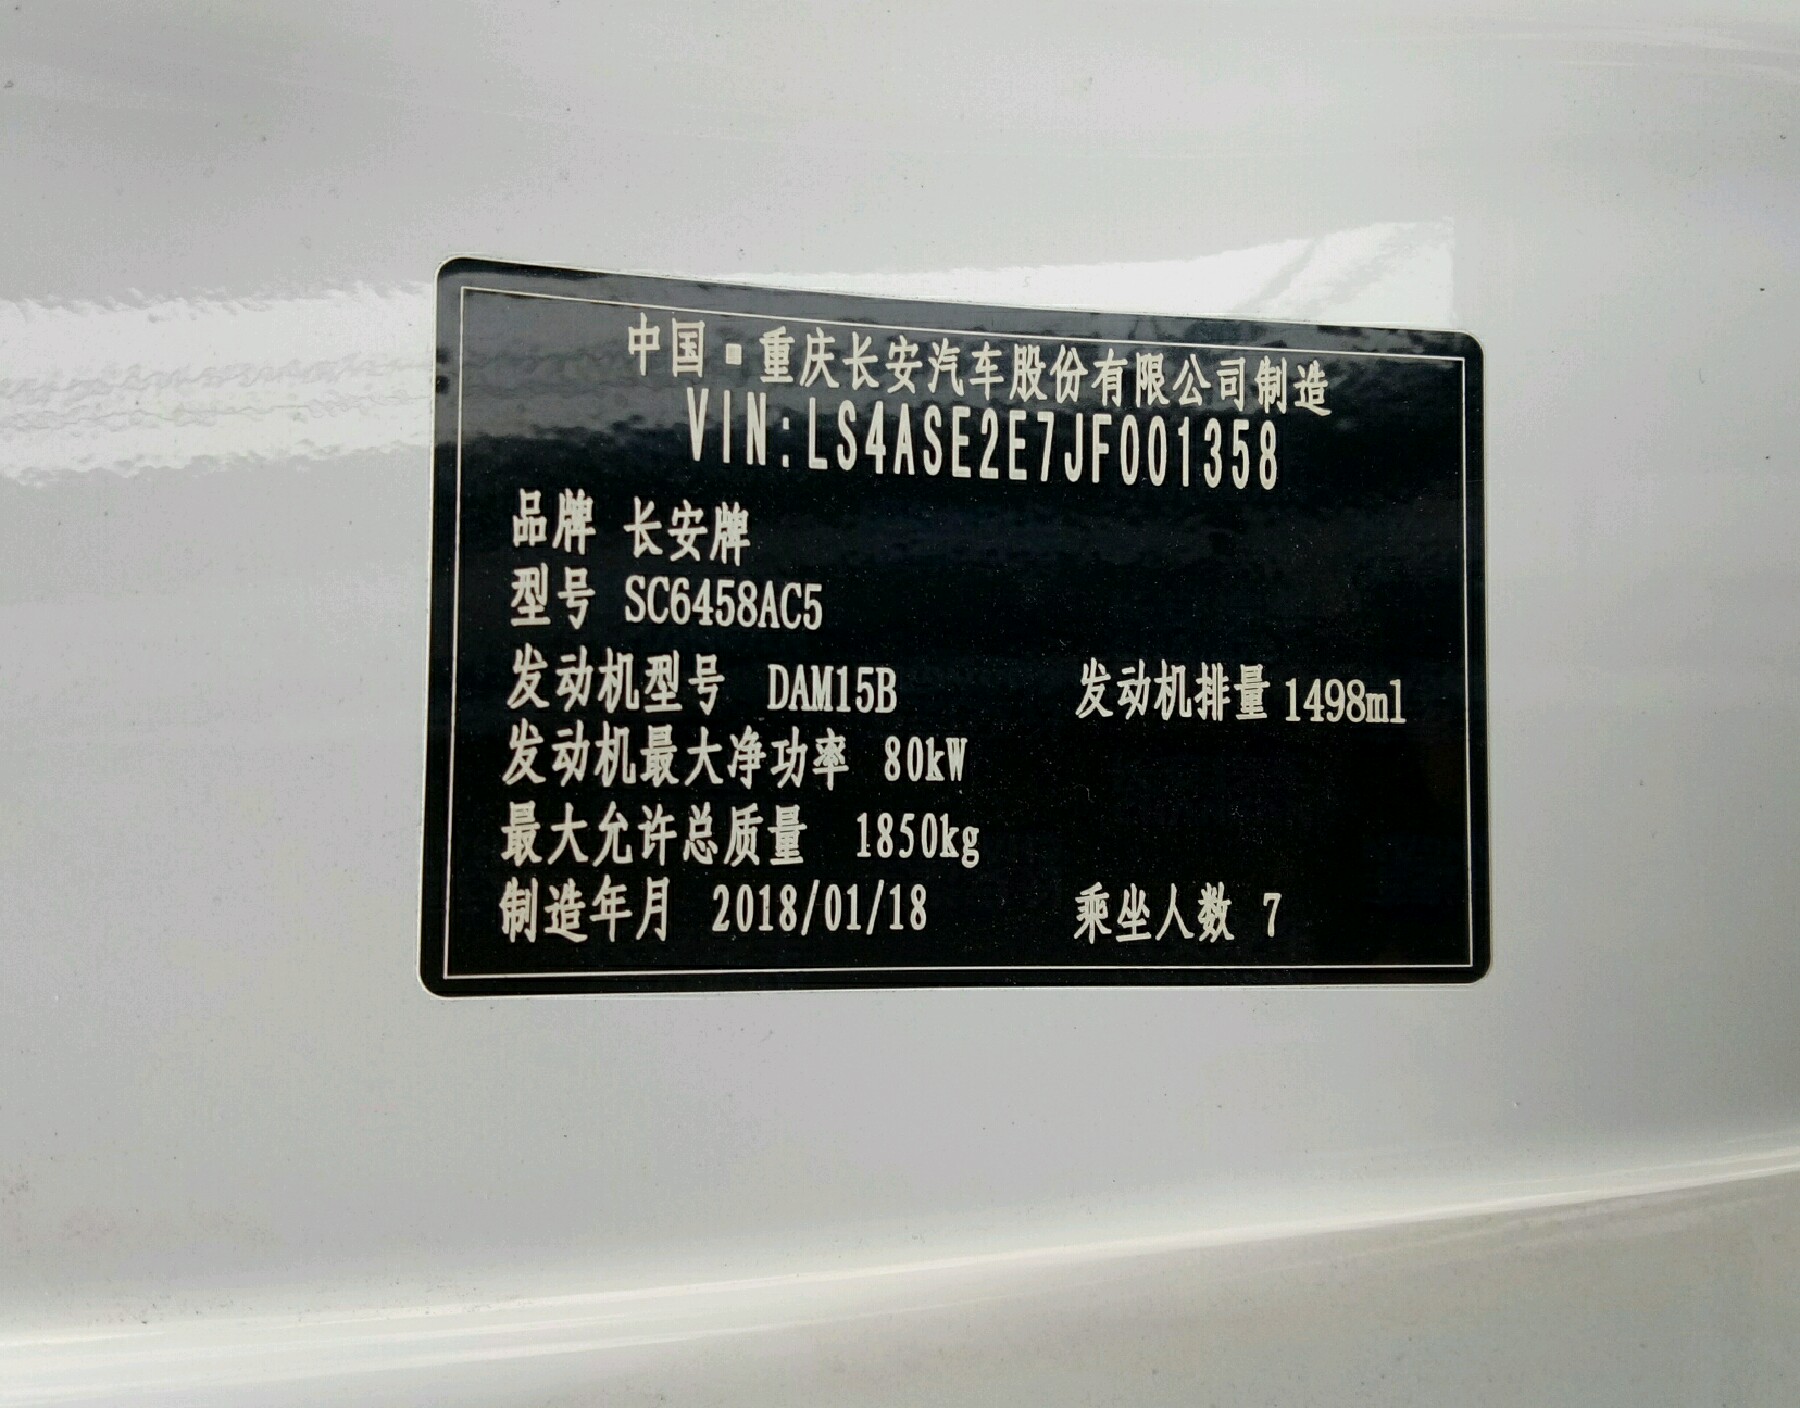 中国▪重庆长安汽车股份有限公司制造
VIN:LS4ASE2E7JF001358
品牌 长安牌
型号 SC6458AC5
发动机型号 DAM15B 发动机排量 1498ml
发动机最大净功率 80kW
最大允许总质量 1850kg
制造年月 2018/01/18 乘坐人数 7